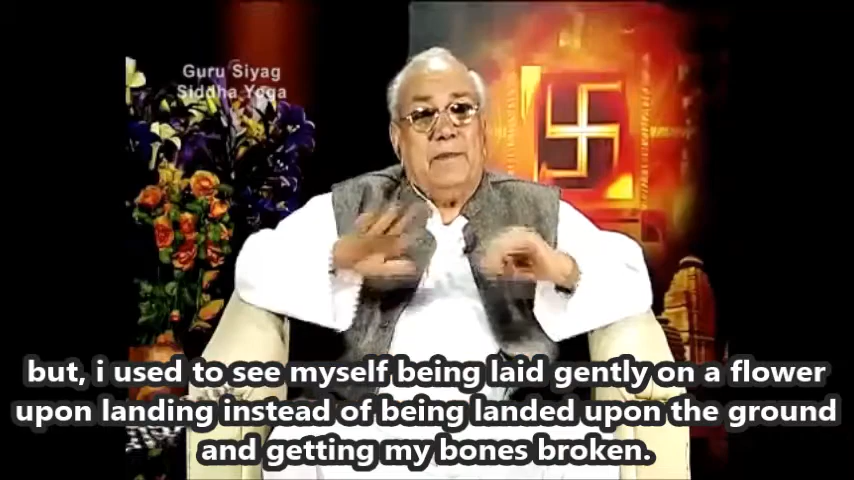 Guru Siyag
Siddha Yoga
but, i used to see myself being laid gently on a flower
upon landing instead of being landed upon the ground
and getting my bones broken.